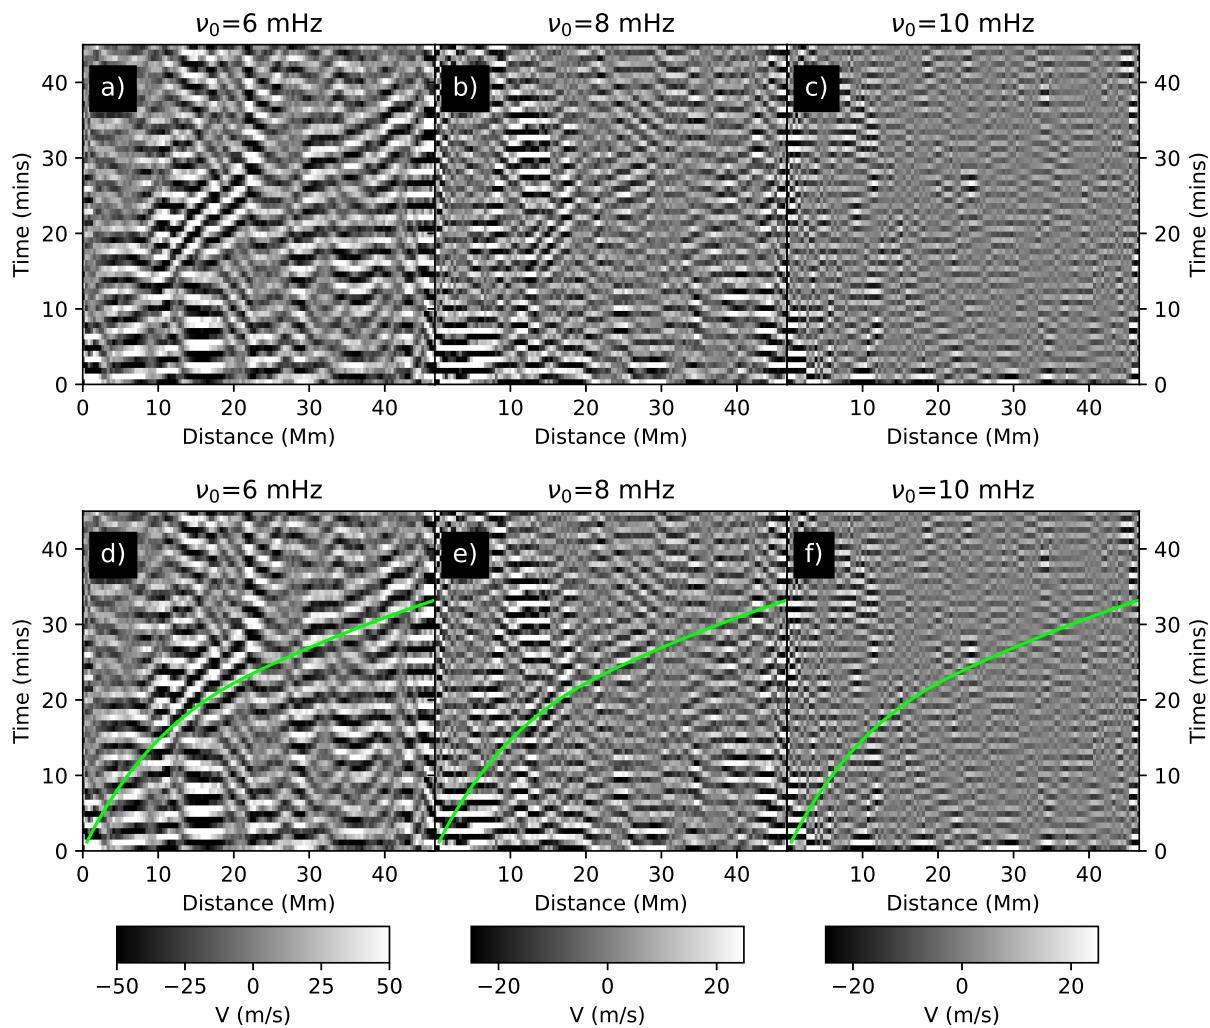 ν₀=6 mHz ν₀=8 mHz ν₀=10 mHz
a) b) c)
40 40
30 30
20 20
10 10
0 0
Time (mins) Time (mins)
0 10 20 30 40 10 20 30 40 10 20 30 40
Distance (Mm) Distance (Mm) Distance (Mm)
ν₀=6 mHz ν₀=8 mHz ν₀=10 mHz
d) e) f)
40 40
30 30
20 20
10 10
0 0
Time (mins) Time (mins)
0 10 20 30 40 10 20 30 40 10 20 30 40
Distance (Mm) Distance (Mm) Distance (Mm)
−50 −25 0 25 50 −20 0 20 −20 0 20
V (m/s) V (m/s) V (m/s)